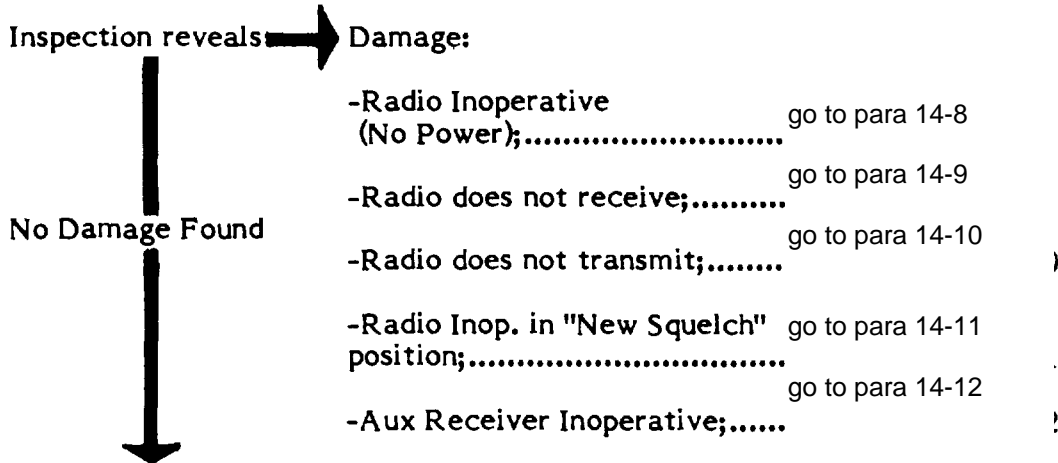 Inspection reveals Damage:
-Radio Inoperative
(No Power);........................... go to para 14-8
go to para 14-9
-Radio does not receive;..........
No Damage Found
go to para 14-10
-Radio does not transmit;........
-Radio Inop. in "New Squelch" go to para 14-11
position;.................................
go to para 14-12
-Aux Receiver Inoperative;......